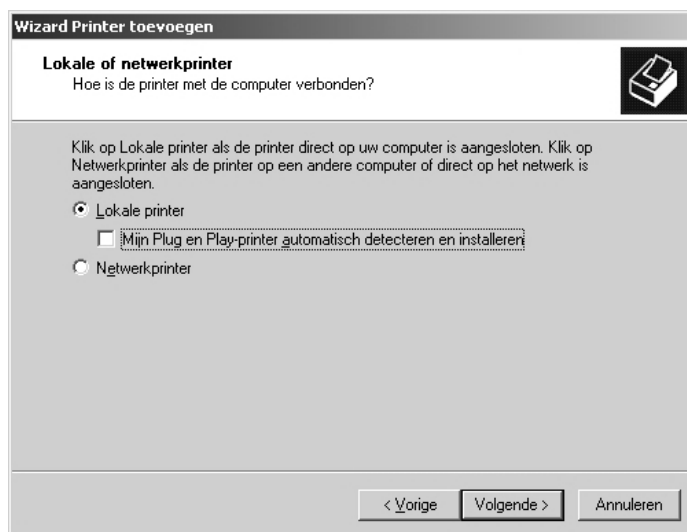 Wizard Printer toevoegen
Lokale of netwerkprinter
Hoe is de printer met de computer verbonden?
Klik op Lokale printer als de printer direct op uw computer is aangesloten. Klik op
Netwerkprinter als de printer op een andere computer of direct op het netwerk is
aangesloten.
Lokale printer
Mijn Plug en Play-printer automatisch detecteren en installeren
Netwerkprinter
< Vorige Volgende > Annuleren